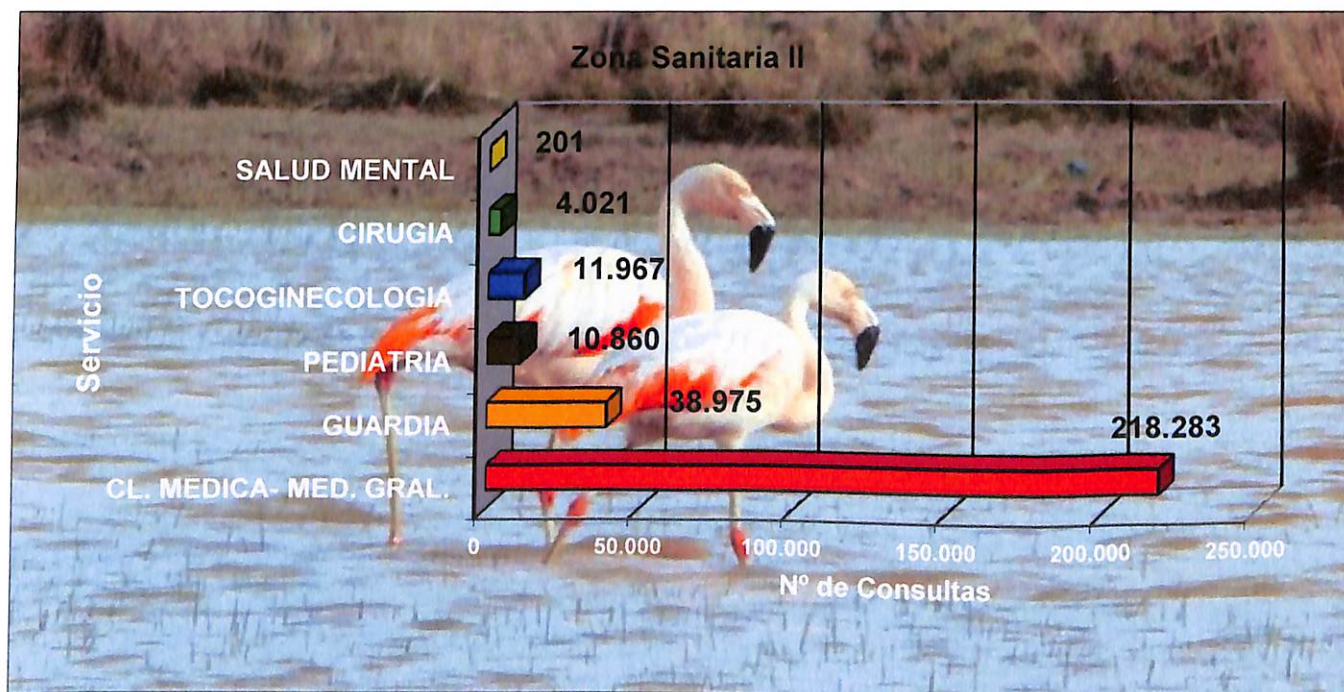 Zona Sanitaria II
SALUD MENTAL 201
CIRUGIA 4.021
TOCOGINECOLOGIA 11.967
PEDIATRIA 10.860
GUARDIA 38.975
CL. MEDICA- MED. GRAL. 218.283
Servicio
0 50.000 100.000 150.000 200.000 250.000
Nº de Consultas